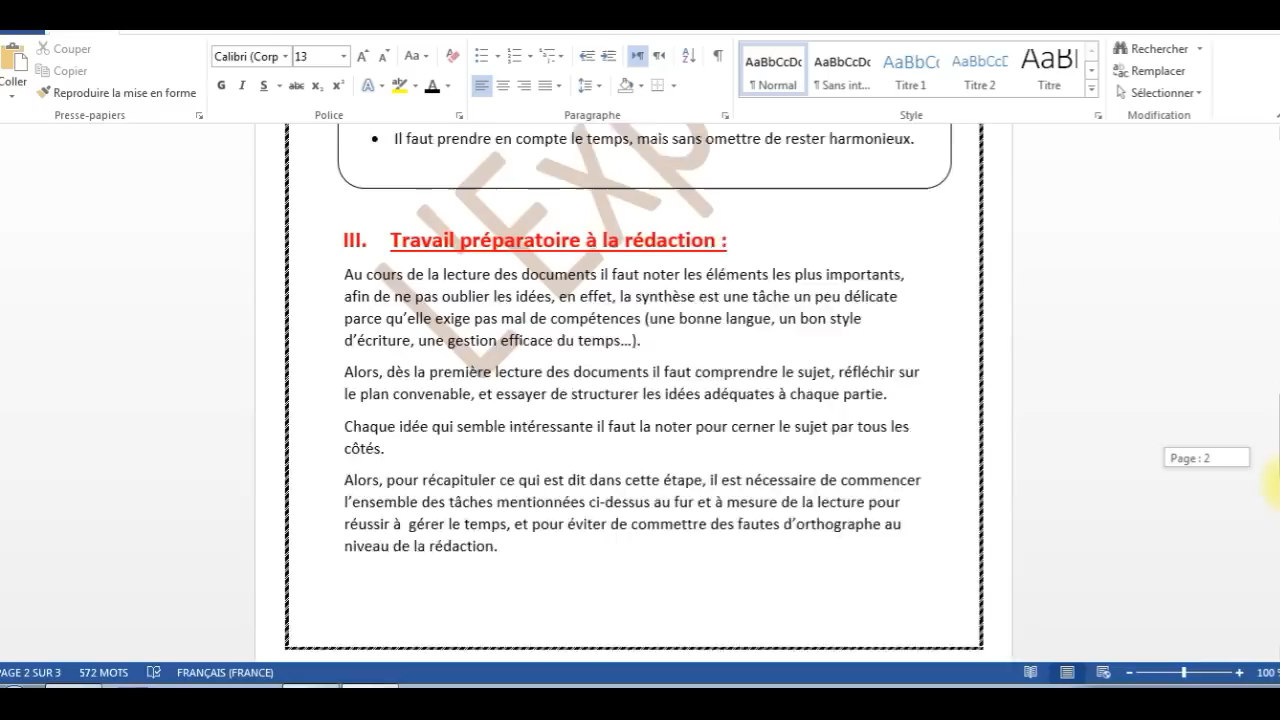 Couper
Copier
Coller
Reproduire la mise en forme
Presse-papiers
Calibri (Corp
13
Aa
G I S abc x₂ x²
Police
Paragraphe
AaBbCcDc AaBbCcDc AaBbCc AaBbCcD AaBl
¶ Normal ¶ Sans int... Titre 1 Titre 2 Titre
Style
Rechercher
Remplacer
Sélectionner
Modification
• Il faut prendre en compte le temps, mais sans omettre de rester harmonieux.
L'Exp
III. Travail préparatoire à la rédaction :
Au cours de la lecture des documents il faut noter les éléments les plus importants,
afin de ne pas oublier les idées, en effet, la synthèse est une tâche un peu délicate
parce qu'elle exige pas mal de compétences (une bonne langue, un bon style
d'écriture, une gestion efficace du temps…).
Alors, dès la première lecture des documents il faut comprendre le sujet, réfléchir sur
le plan convenable, et essayer de structurer les idées adéquates à chaque partie.
Chaque idée qui semble intéressante il faut la noter pour cerner le sujet par tous les
côtés.
Alors, pour récapituler ce qui est dit dans cette étape, il est nécessaire de commencer
l'ensemble des tâches mentionnées ci-dessus au fur et à mesure de la lecture pour
réussir à gérer le temps, et pour éviter de commettre des fautes d'orthographe au
niveau de la rédaction.
Page : 2
PAGE 2 SUR 3 572 MOTS FRANÇAIS (FRANCE)
100 %